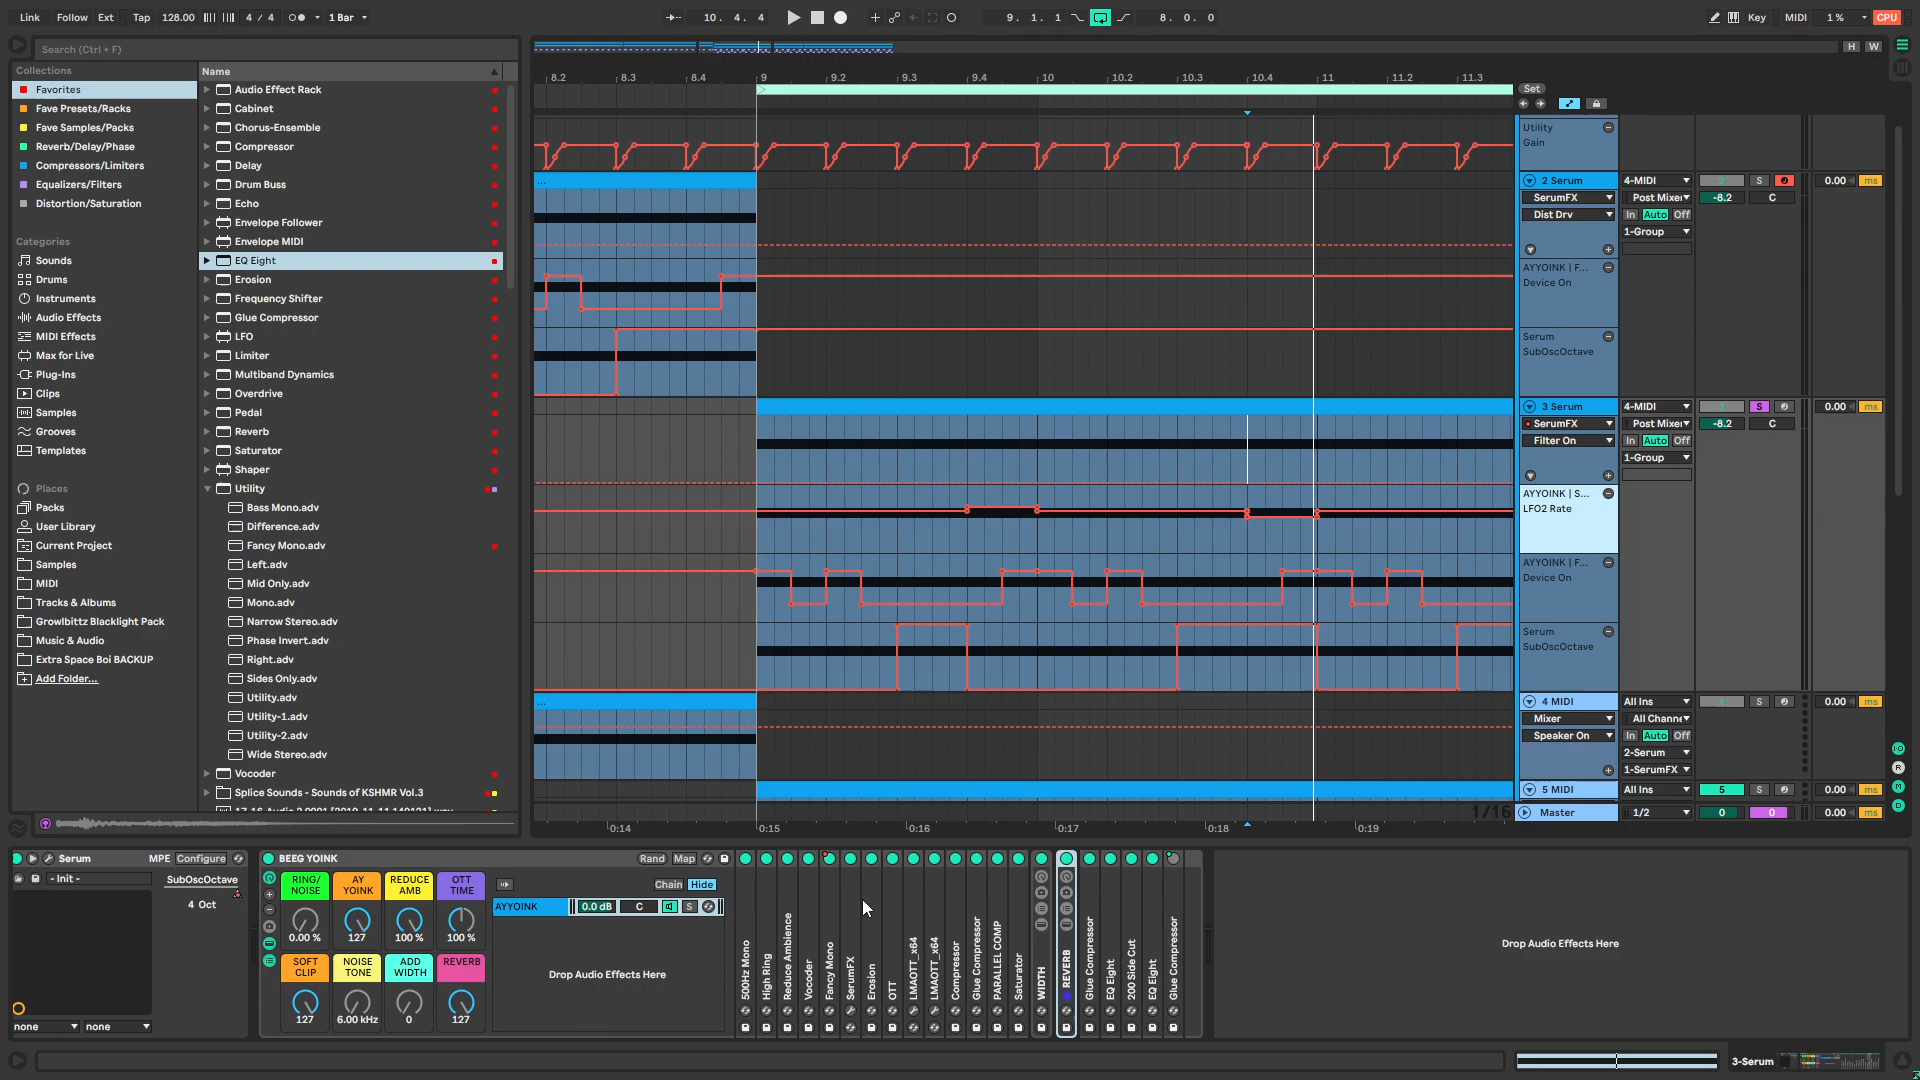 Link Follow Ext Tap 128.00 4 / 4 1 Bar 10. 4. 4 9. 1. 1 8. 0. 0 Key MIDI 1 % CPU
Search (Ctrl + F)
H W
Collections
Name
Favorites
Fave Presets/Racks
Fave Samples/Packs
Reverb/Delay/Phase
Compressors/Limiters
Equalizers/Filters
Distortion/Saturation
Categories
Sounds
Drums
Instruments
Audio Effects
MIDI Effects
Max for Live
Plug-Ins
Clips
Samples
Grooves
Templates
Places
Packs
User Library
Current Project
Samples
MIDI
Tracks & Albums
Growlbittz Blacklight Pack
Music & Audio
Extra Space Boi BACKUP
Add Folder...
Audio Effect Rack
Cabinet
Chorus-Ensemble
Compressor
Delay
Drum Buss
Echo
Envelope Follower
Envelope MIDI
EQ Eight
Erosion
Frequency Shifter
Glue Compressor
LFO
Limiter
Multiband Dynamics
Overdrive
Pedal
Reverb
Saturator
Shaper
Utility
Bass Mono.adv
Difference.adv
Fancy Mono.adv
Left.adv
Mid Only.adv
Mono.adv
Narrow Stereo.adv
Phase Invert.adv
Right.adv
Sides Only.adv
Utility.adv
Utility-1.adv
Utility-2.adv
Wide Stereo.adv
Vocoder
Splice Sounds - Sounds of KSHMR Vol.3
8.2 8.3 8.4 9 9.2 9.3 9.4 10 10.2 10.3 10.4 11 11.2 11.3
Set
Utility
Gain
2 Serum 4-MIDI S 0.00 ms
SerumFX Post Mixer -8.2 C
Dist Drv In Auto Off
1-Group
AYYOINK | F...
Device On
Serum
SubOscOctave
3 Serum 4-MIDI S 0.00 ms
SerumFX Post Mixer -8.2 C
Filter On In Auto Off
1-Group
AYYOINK | S...
LFO2 Rate
AYYOINK | F...
Device On
Serum
SubOscOctave
4 MIDI All Ins S 0.00 ms
Mixer All Channe
Speaker On In Auto Off
2-Serum
1-SerumFX
5 MIDI All Ins 5 S 0.00 ms
1/16 Master 1/2 0 0 0.00 ms
0:14 0:15 0:16 0:17 0:18 0:19
Serum MPE Configure
- Init - SubOscOctave
4 Oct
none none
BEEG YOINK Rand Map
RING/ NOISE
AY YOINK
REDUCE AMB
OTT TIME
0.00 % 127 100 % 100 %
SOFT CLIP
NOISE TONE
ADD WIDTH
REVERB
127 6.00 kHz 0 127
Chain Hide
AYYOINK 0.0 dB C S
Drop Audio Effects Here
500Hz Mono
High Ring
Reduce Ambience
Vocoder
Fancy Mono
SerumFX
Erosion
OTT
LMAOTT_x64
LMAOTT_x64
Compressor
Glue Compressor
PARALLEL COMP
Saturator
WIDTH
REVERB
Glue Compressor
EQ Eight
200 Side Cut
EQ Eight
Glue Compressor
Drop Audio Effects Here
3-Serum